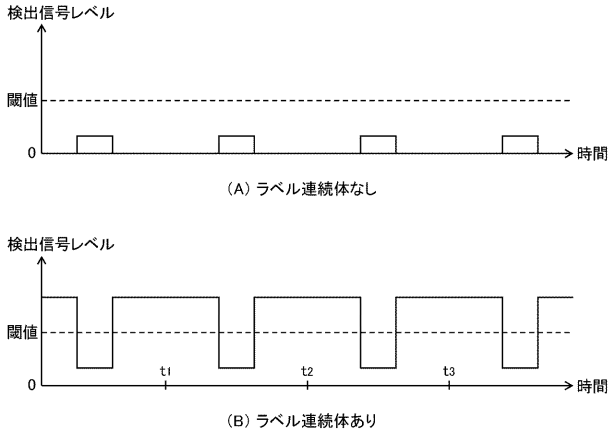 検出信号レベル
閾値
0
時間
(A) ラベル連続体なし
検出信号レベル
閾値
t1 t2 t3
0
時間
(B) ラベル連続体あり